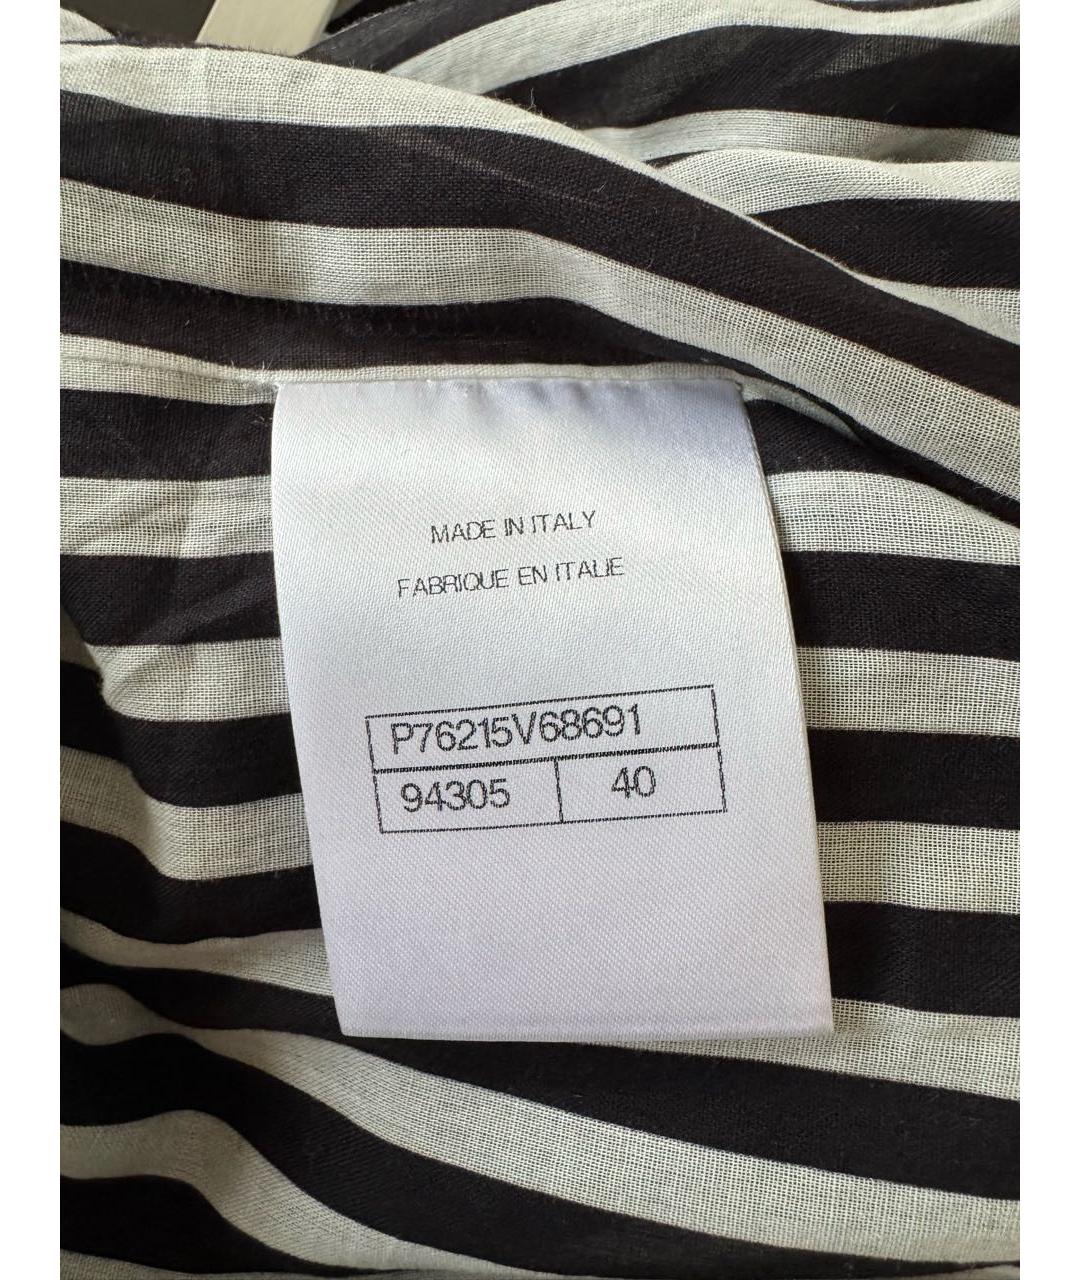 MADE IN ITALY
FABRIQUE EN ITALIE
P76215V68691
94305 40